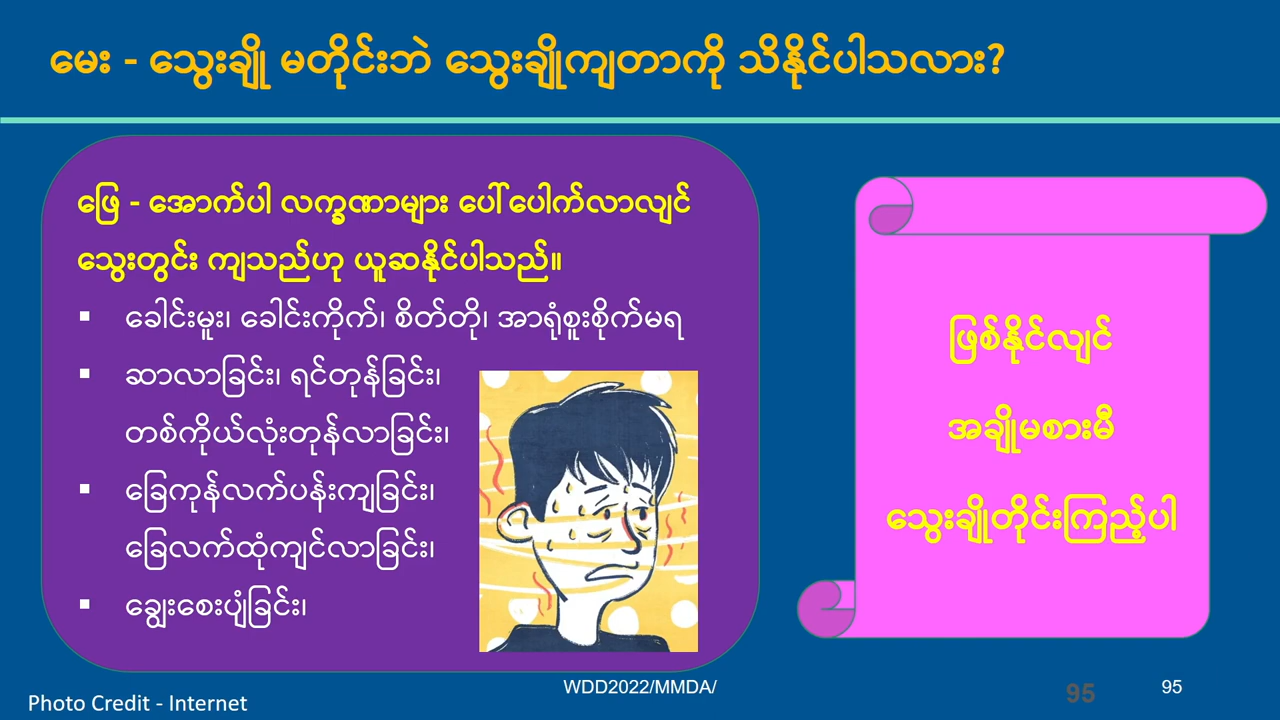 မေး - သွေးချို မတိုင်းဘဲ သွေးချိုကျတာကို သိနိုင်ပါသလား?
ဖြေ - အောက်ပါ လက္ခဏာများ ပေါ်ပေါက်လာလျင်
သွေးတွင်း ကျသည်ဟု ယူဆနိုင်ပါသည်။
▪ ခေါင်းမူး၊ ခေါင်းကိုက်၊ စိတ်တို၊ အာရုံစူးစိုက်မရ
▪ ဆာလာခြင်း၊ ရင်တုန်ခြင်း၊
တစ်ကိုယ်လုံးတုန်လာခြင်း၊
▪ ခြေကုန်လက်ပန်းကျခြင်း၊
ခြေလက်ထုံကျင်လာခြင်း၊
▪ ချွေးစေးပျံခြင်း၊
ဖြစ်နိုင်လျင်
အချိုမစားမီ
သွေးချိုတိုင်းကြည့်ပါ
WDD2022/MMDA/
95
95
Photo Credit - Internet